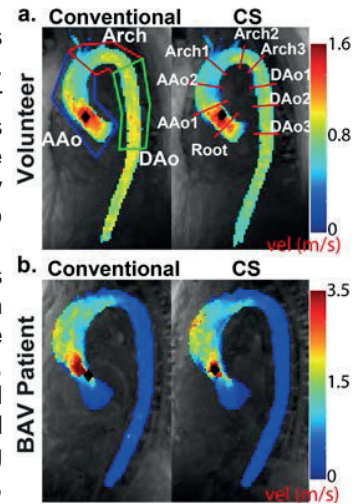 a. Conventional CS
Arch
Arch2
Arch1
Arch3
1.6
AAo2
DAo1
DAo2
AAo1
DAo3
0.8
AAo
Root
DAo
Volunteer
0
vel (m/s)
b. Conventional CS
3.5
1.5
BAV Patient
0
vel (m/s)